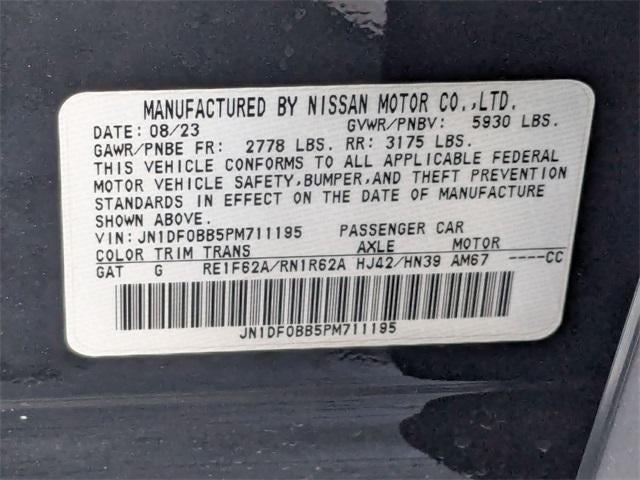 MANUFACTURED BY NISSAN MOTOR CO.,LTD.
DATE: 08/23 GVWR/PNBV: 5930 LBS.
GAWR/PNBE FR: 2778 LBS. RR: 3175 LBS.
THIS VEHICLE CONFORMS TO ALL APPLICABLE FEDERAL
MOTOR VEHICLE SAFETY,BUMPER,AND THEFT PREVENTION
STANDARDS IN EFFECT ON THE DATE OF MANUFACTURE
SHOWN ABOVE.
VIN: JN1DF0BB5PM711195 PASSENGER CAR
COLOR TRIM TRANS AXLE MOTOR
GAT G RE1F62A/RN1R62A HJ42/HN39 AM67 ----CC
JN1DF0BB5PM711195